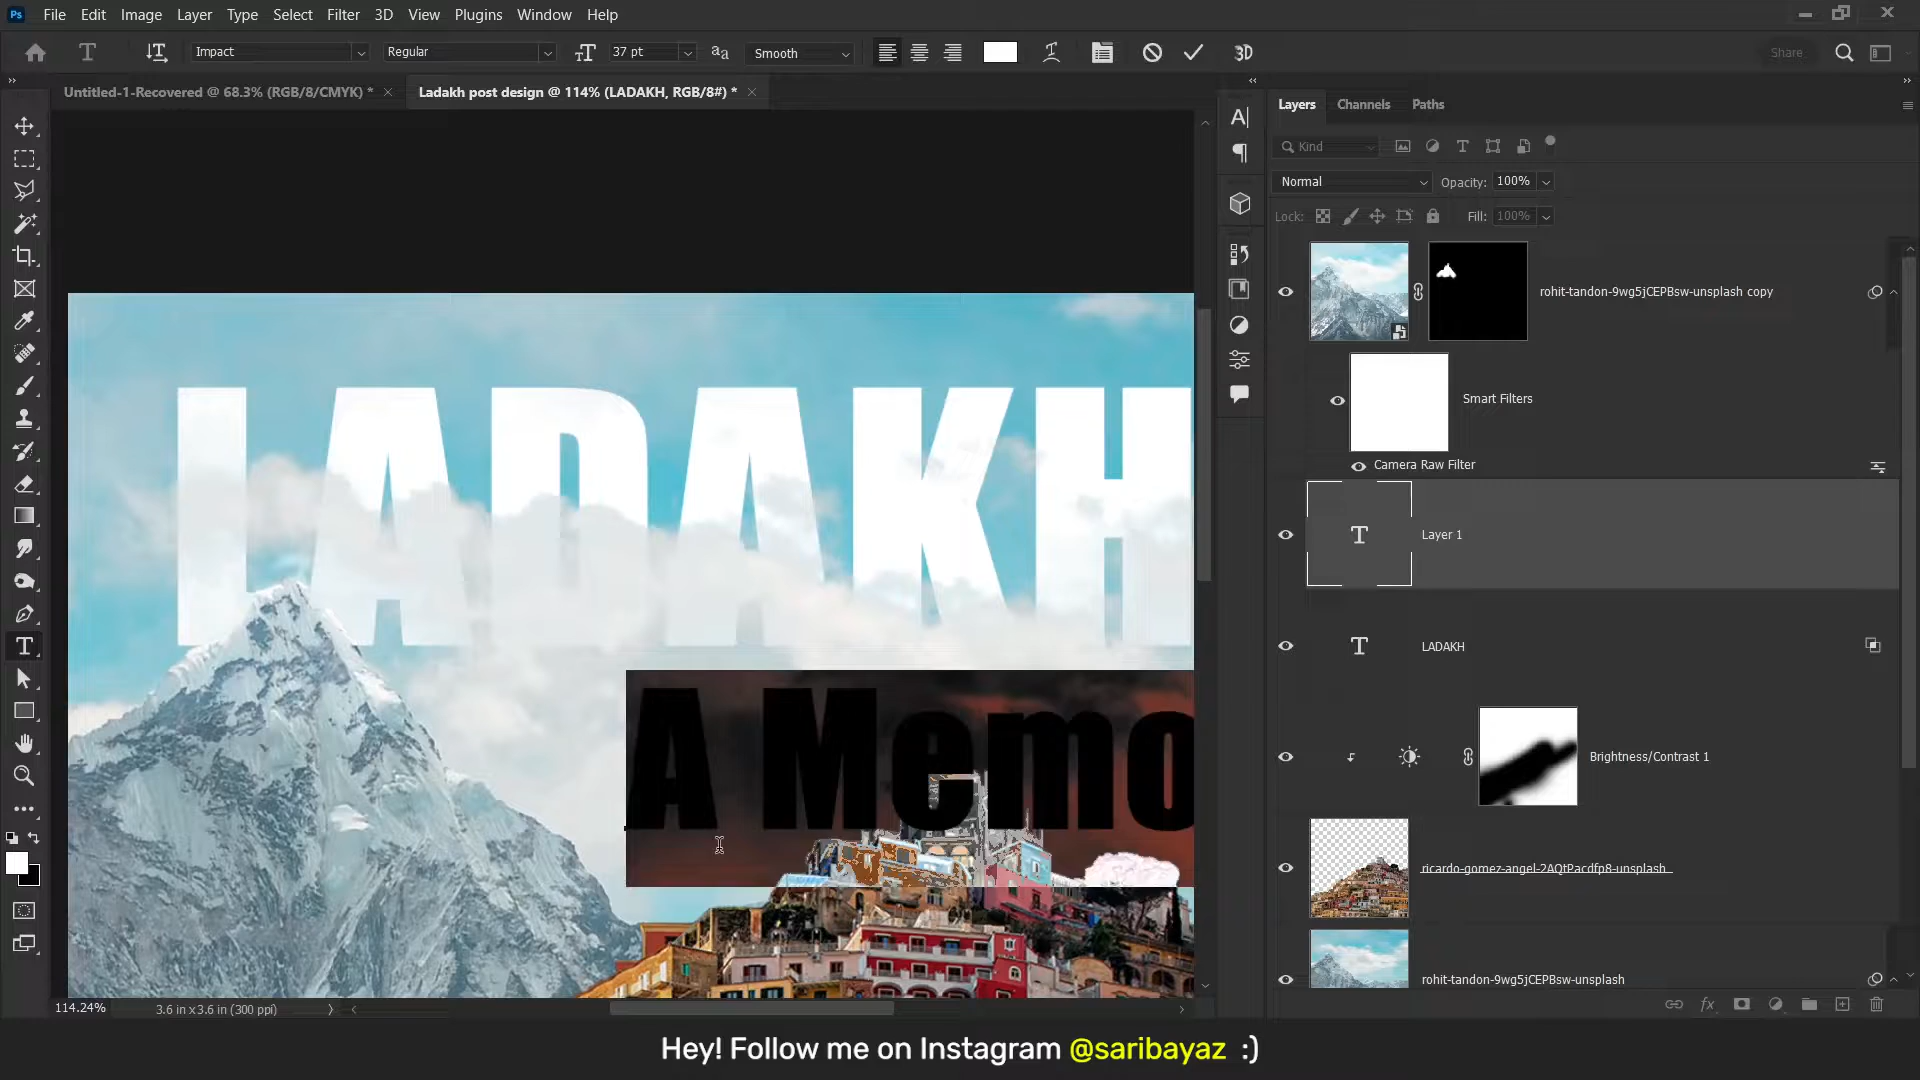 Ps File Edit Image Layer Type Select Filter 3D View Plugins Window Help
T Impact Regular 37 pt aa Smooth 3D Share
Untitled-1-Recovered @ 68.3% (RGB/8/CMYK) * × Ladakh post design @ 114% (LADAKH, RGB/8#) * ×
Layers Channels Paths
Kind
Normal Opacity: 100%
Lock: Fill: 100%
rohit-tandon-9wg5jCEPBsw-unsplash copy
Smart Filters
Camera Raw Filter
Layer 1
LADAKH
Brightness/Contrast 1
ricardo-gomez-angel-2AQtPacdfp8-unsplash
rohit-tandon-9wg5jCEPBsw-unsplash
LADAKH
A Memo
114.24% 3.6 in x 3.6 in (300 ppi)
Hey! Follow me on Instagram @saribayaz :)